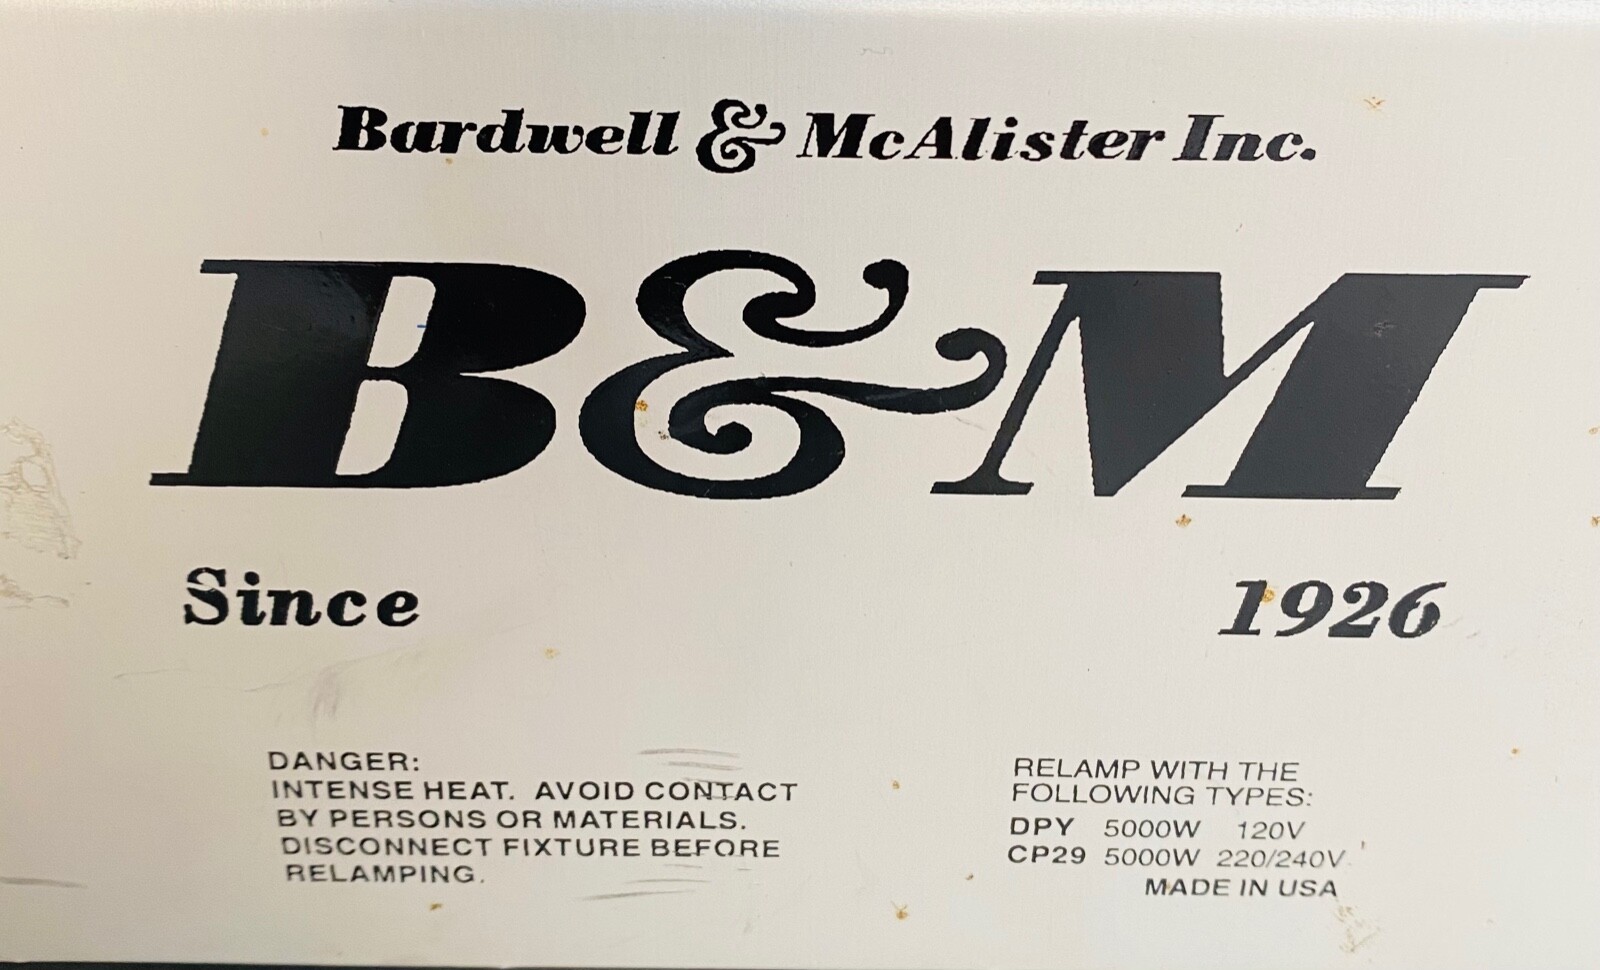 Bardwell & McAlister Inc.
B&M
Since 1926
DANGER:
INTENSE HEAT. AVOID CONTACT
BY PERSONS OR MATERIALS.
DISCONNECT FIXTURE BEFORE
RELAMPING.
RELAMP WITH THE
FOLLOWING TYPES:
DPY 5000W 120V
CP29 5000W 220/240V
MADE IN USA